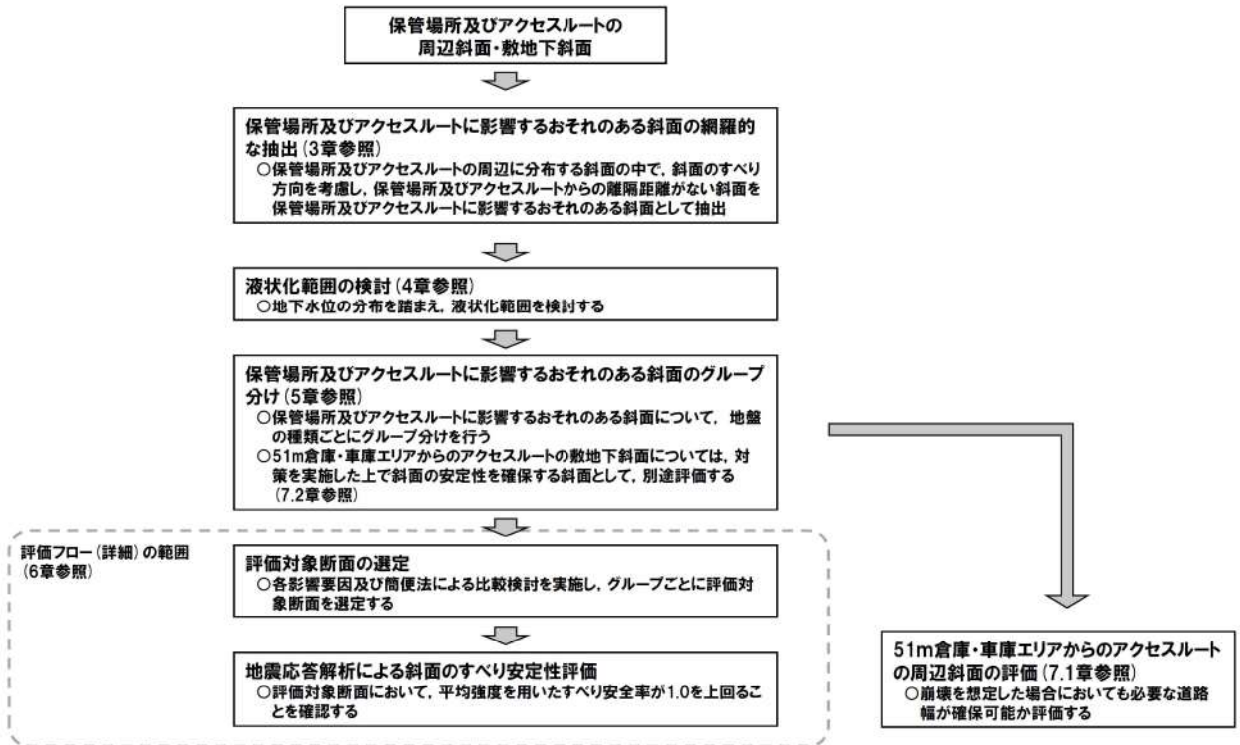 保管場所及びアクセスルートの
周辺斜面・敷地下斜面
保管場所及びアクセスルートに影響するおそれのある斜面の網羅的
な抽出(3章参照)
○保管場所及びアクセスルートの周辺に分布する斜面の中で，斜面のすべり
方向を考慮し，保管場所及びアクセスルートからの離隔距離がない斜面を
保管場所及びアクセスルートに影響するおそれのある斜面として抽出
液状化範囲の検討(4章参照)
○地下水位の分布を踏まえ，液状化範囲を検討する
保管場所及びアクセスルートに影響するおそれのある斜面のグループ
分け(5章参照)
○保管場所及びアクセスルートに影響するおそれのある斜面について，地盤
の種類ごとにグループ分けを行う
○51m倉庫・車庫エリアからのアクセスルートの敷地下斜面については，対
策を実施した上で斜面の安定性を確保する斜面として，別途評価する
(7.2章参照)
評価フロー(詳細)の範囲
(6章参照)
評価対象断面の選定
○各影響要因及び簡便法による比較検討を実施し，グループごとに評価対
象断面を選定する
地震応答解析による斜面のすべり安定性評価
○評価対象断面において，平均強度を用いたすべり安全率が1.0を上回るこ
とを確認する
51m倉庫・車庫エリアからのアクセスルート
の周辺斜面の評価(7.1章参照)
○崩壊を想定した場合においても必要な道路
幅が確保可能か評価する